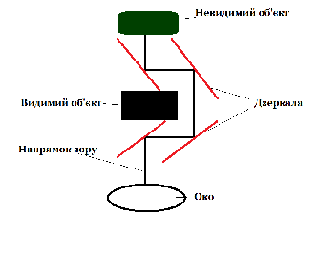 Невидимий об'єкт
Видимий об'єкт
Дзеркала
Напрямок зору
Око